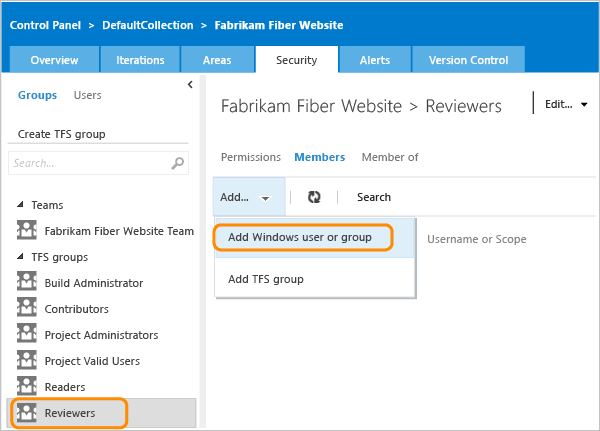 Control Panel > DefaultCollection > Fabrikam Fiber Website
Overview Iterations Areas Security Alerts Version Control
Groups Users
Create TFS group
Search...
Teams
Fabrikam Fiber Website Team
TFS groups
Build Administrator
Contributors
Project Administrators
Project Valid Users
Readers
Reviewers
Fabrikam Fiber Website > Reviewers
Edit...
Permissions Members Member of
Add... Search
Add Windows user or group
Add TFS group
Username or Scope